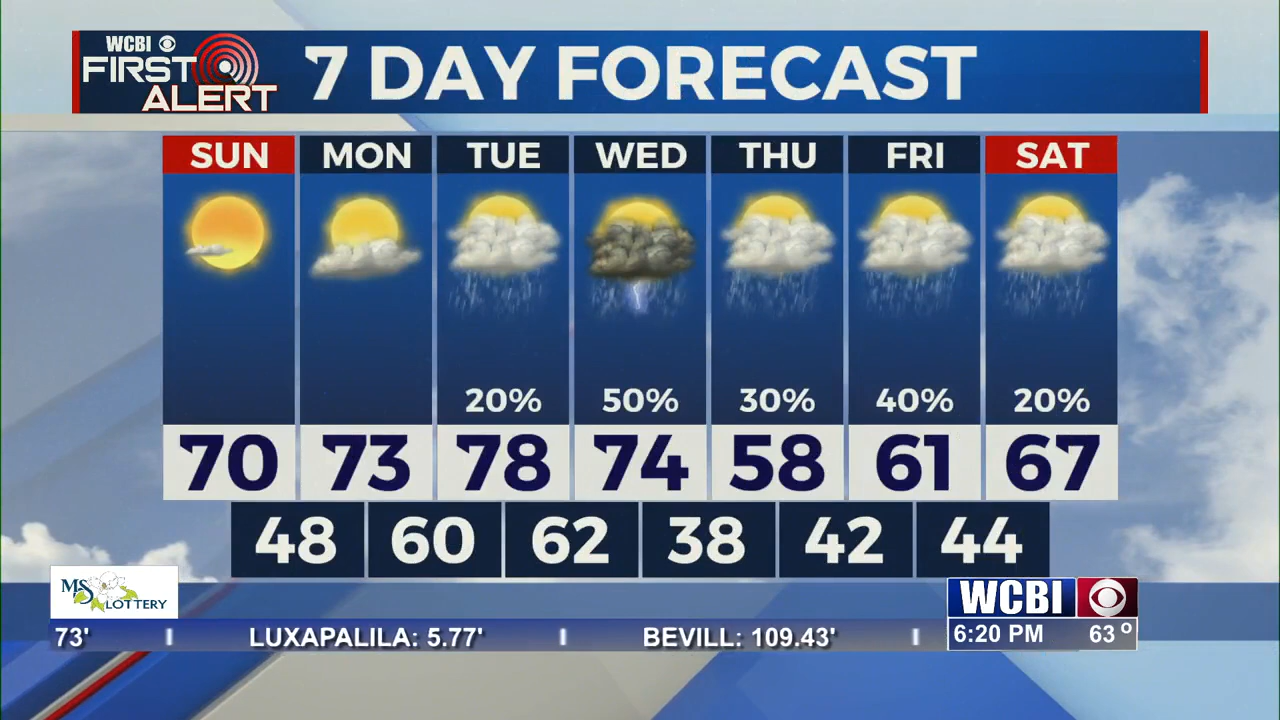 WCBI
FIRST
ALERT
7 DAY FORECAST
SUN MON TUE WED THU FRI SAT
20% 50% 30% 40% 20%
70 73 78 74 58 61 67
48 60 62 38 42 44
MS
LOTTERY
WCBI
6:20 PM 63°
73' | LUXAPALILA: 5.77' | BEVILL: 109.43' |